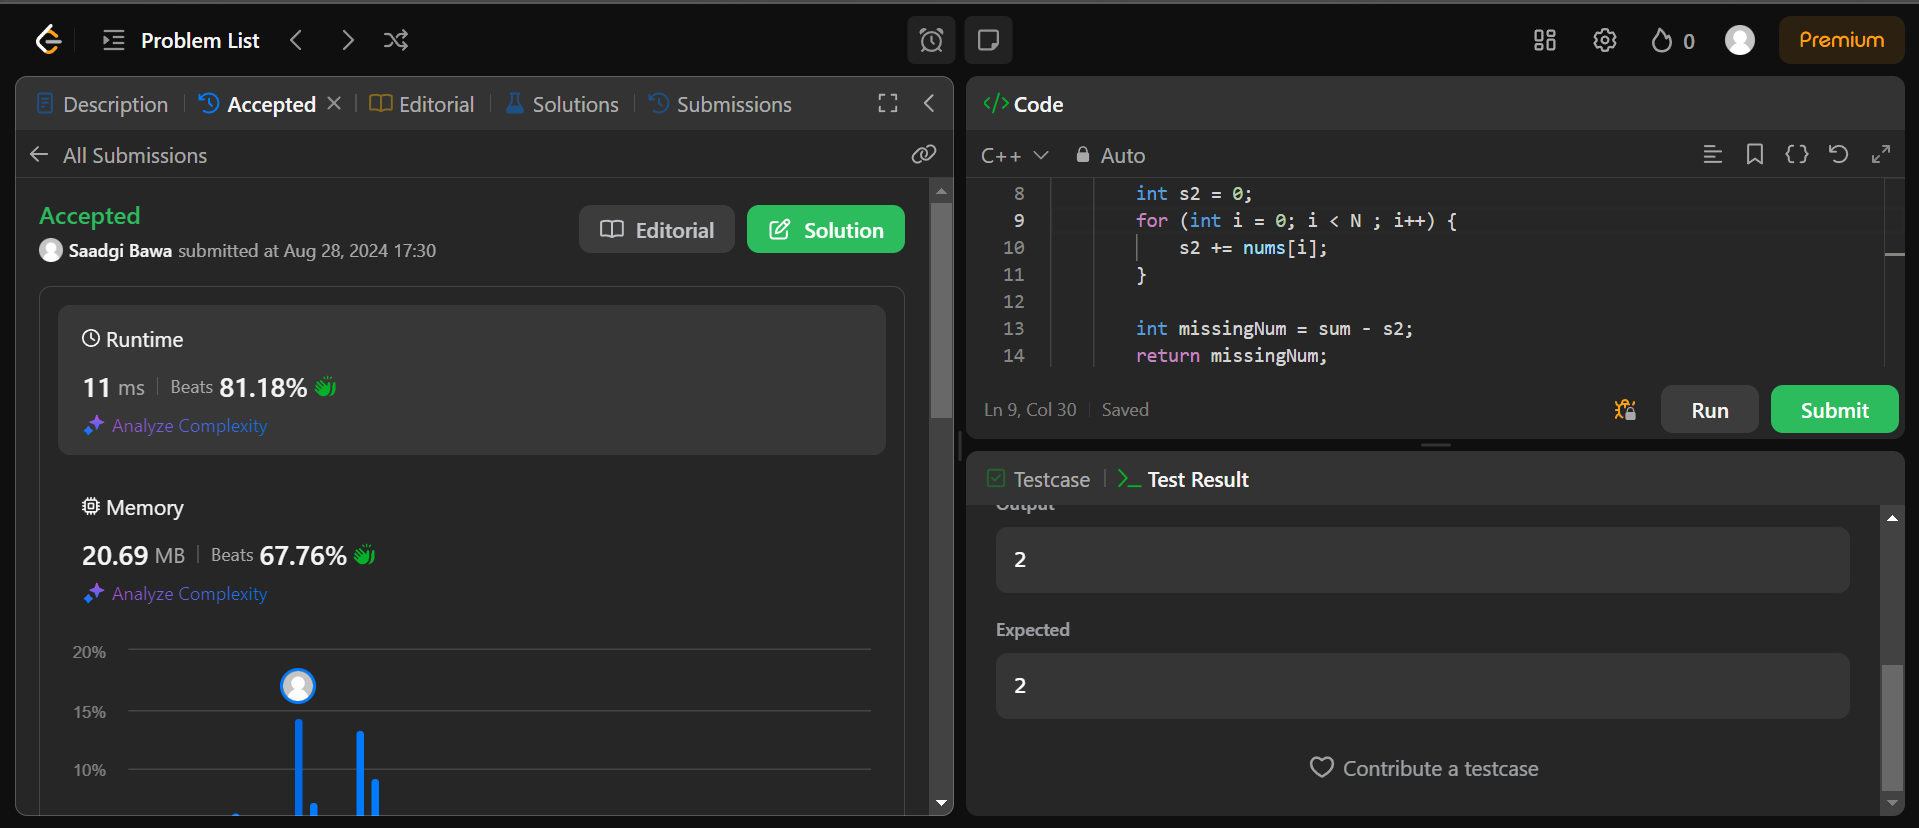 Problem List
0
Premium
Description
Accepted
Editorial
Solutions
Submissions
All Submissions
Accepted
Saadgi Bawa submitted at Aug 28, 2024 17:30
Editorial
Solution
Runtime
11 ms
Beats 81.18%
Analyze Complexity
Memory
20.69 MB
Beats 67.76%
Analyze Complexity
20%
15%
10%
</> Code
C++
Auto
8 int s2 = 0;
9 for (int i = 0; i < N ; i++) {
10 s2 += nums[i];
11 }
12
13 int missingNum = sum - s2;
14 return missingNum;
Ln 9, Col 30
Saved
Run
Submit
Testcase
Test Result
Output
2
Expected
2
Contribute a testcase